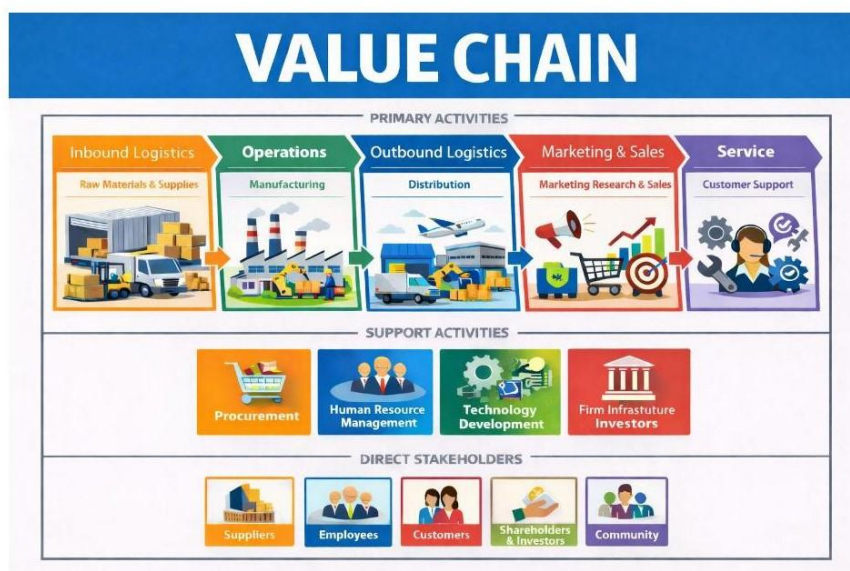 VALUE CHAIN
PRIMARY ACTIVITIES
Inbound Logistics
Operations
Outbound Logistics
Marketing & Sales
Service
Raw Materials & Supplies
Manufacturing
Distribution
Marketing Research & Sales
Customer Support
SUPPORT ACTIVITIES
Procurement
Human Resource
Management
Technology
Development
Firm Infrastuture
Investors
DIRECT STAKEHOLDERS
Suppliers
Employees
Customers
Shareholders
& Investors
Community